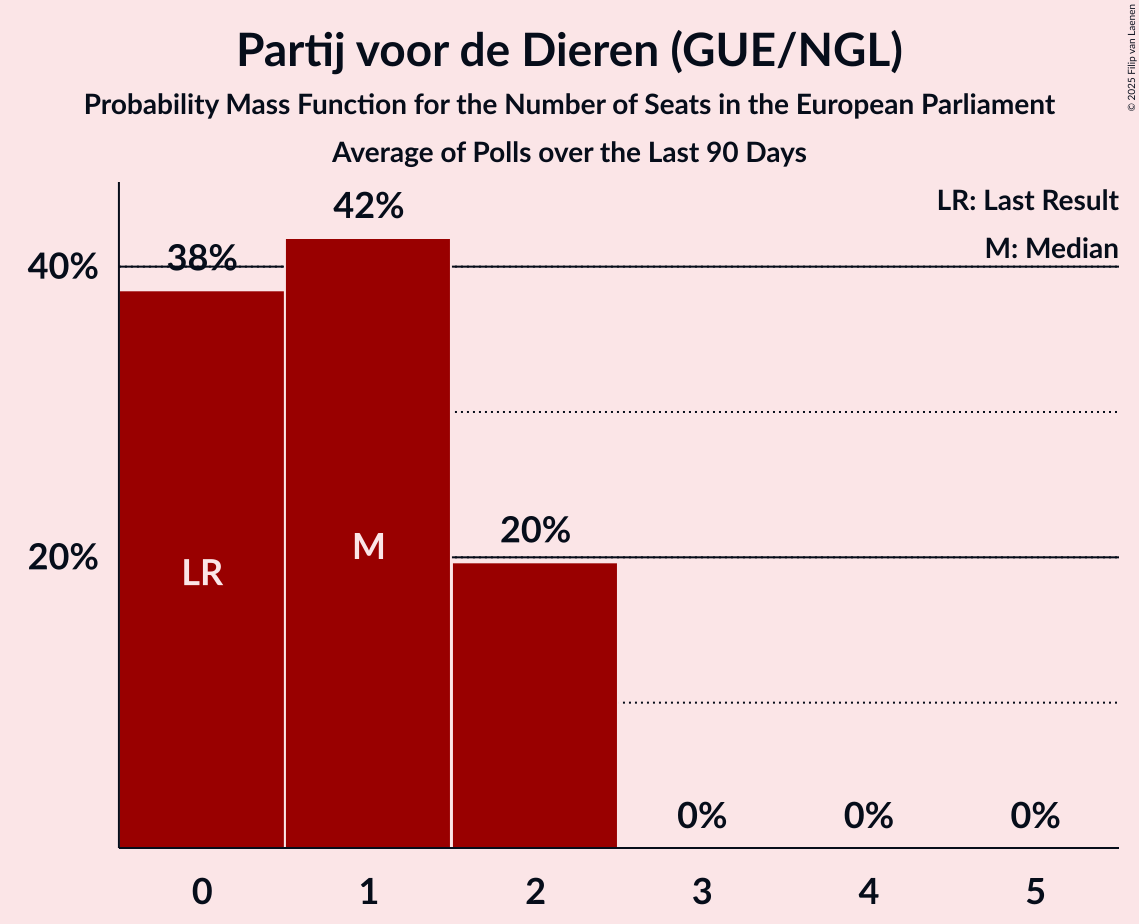 Partij voor de Dieren (GUE/NGL)
Probability Mass Function for the Number of Seats in the European Parliament
Average of Polls over the Last 90 Days
© 2025 Filip van Laenen
LR: Last Result
M: Median
42%
38%
40%
20%
20%
LR
M
0% 0% 0%
0 1 2 3 4 5